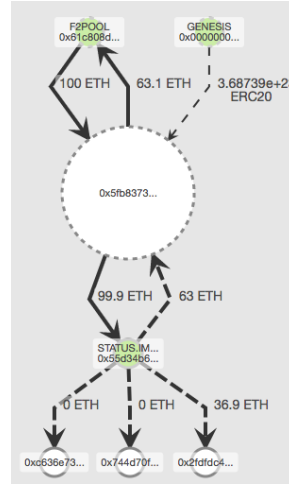 F2POOL
0x61c808d...
GENESIS
0x0000000...
100 ETH
63.1 ETH
3.68739e+2
ERC20
0x5fb8373...
99.9 ETH
63 ETH
STATUS.IM...
0x55d34b6...
0 ETH
0 ETH
36.9 ETH
0xc636e73...
0x744d70f...
0x2fdfdc4...